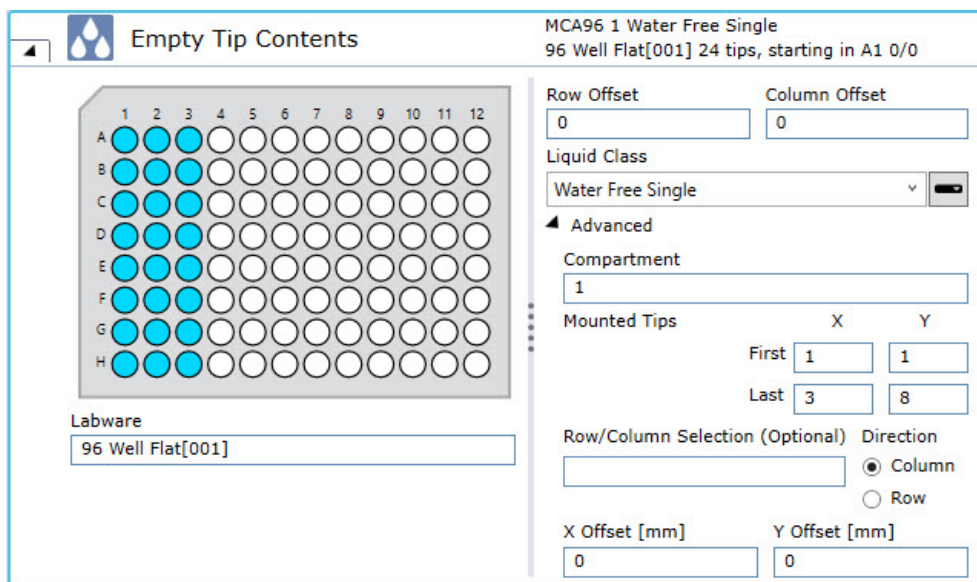 Empty Tip Contents
MCA96 1 Water Free Single
96 Well Flat[001] 24 tips, starting in A1 0/0
1 2 3 4 5 6 7 8 9 10 11 12
A
B
C
D
E
F
G
H
Labware
96 Well Flat[001]
Row Offset Column Offset
0 0
Liquid Class
Water Free Single
Advanced
Compartment
1
Mounted Tips X Y
First 1 1
Last 3 8
Row/Column Selection (Optional) Direction
Column
Row
X Offset [mm] Y Offset [mm]
0 0